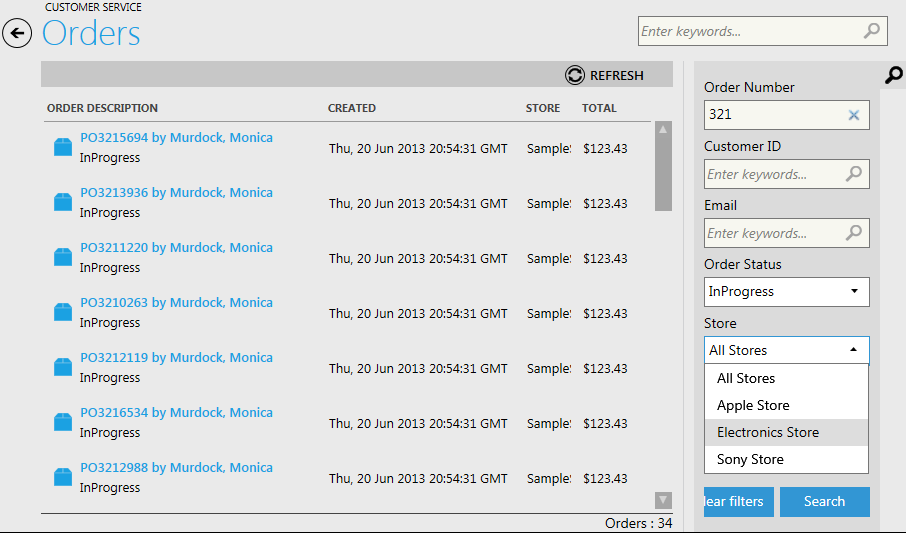 CUSTOMER SERVICE
Orders
Enter keywords...
REFRESH
ORDER DESCRIPTION CREATED STORE TOTAL
PO3215694 by Murdock, Monica
InProgress
Thu, 20 Jun 2013 20:54:31 GMT Sample $123.43
PO3213936 by Murdock, Monica
InProgress
Thu, 20 Jun 2013 20:54:31 GMT Sample $123.43
PO3211220 by Murdock, Monica
InProgress
Thu, 20 Jun 2013 20:54:31 GMT Sample $123.43
PO3210263 by Murdock, Monica
InProgress
Thu, 20 Jun 2013 20:54:31 GMT Sample $123.43
PO3212119 by Murdock, Monica
InProgress
Thu, 20 Jun 2013 20:54:31 GMT Sample $123.43
PO3216534 by Murdock, Monica
InProgress
Thu, 20 Jun 2013 20:54:31 GMT Sample $123.43
PO3212988 by Murdock, Monica
InProgress
Thu, 20 Jun 2013 20:54:31 GMT Sample $123.43
Orders : 34
Order Number
321
Customer ID
Enter keywords...
Email
Enter keywords...
Order Status
InProgress
Store
All Stores
All Stores
Apple Store
Electronics Store
Sony Store
lear filters
Search